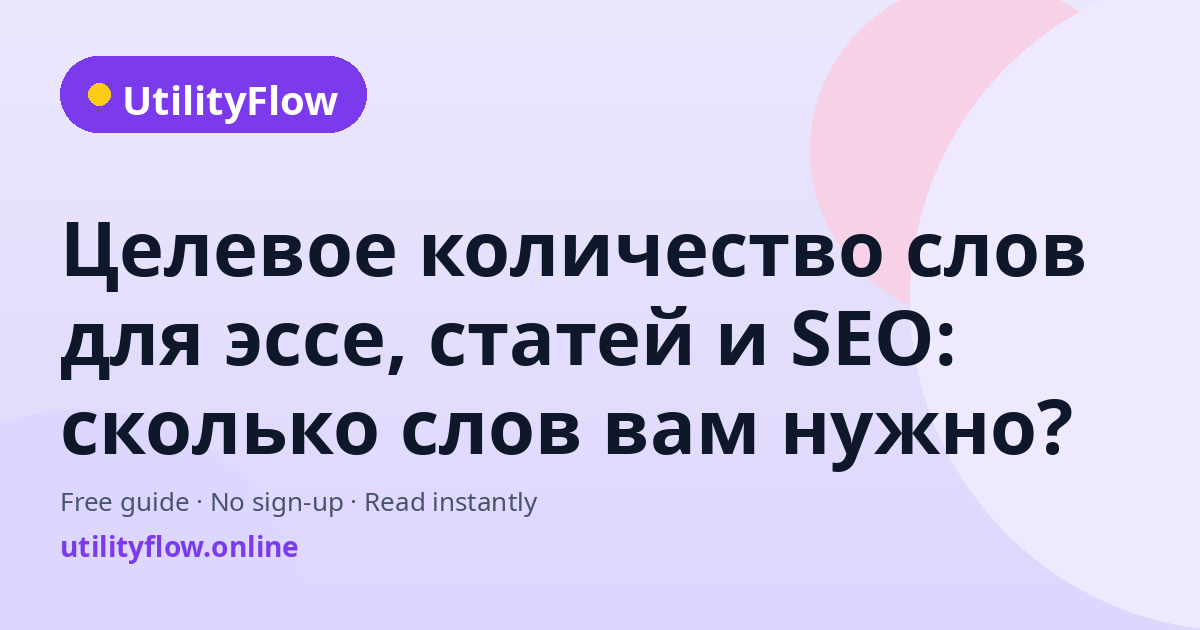 UtilityFlow
Целевое количество слов
для эссе, статей и SEO:
сколько слов вам нужно?
Free guide · No sign-up · Read instantly
utilityflow.online